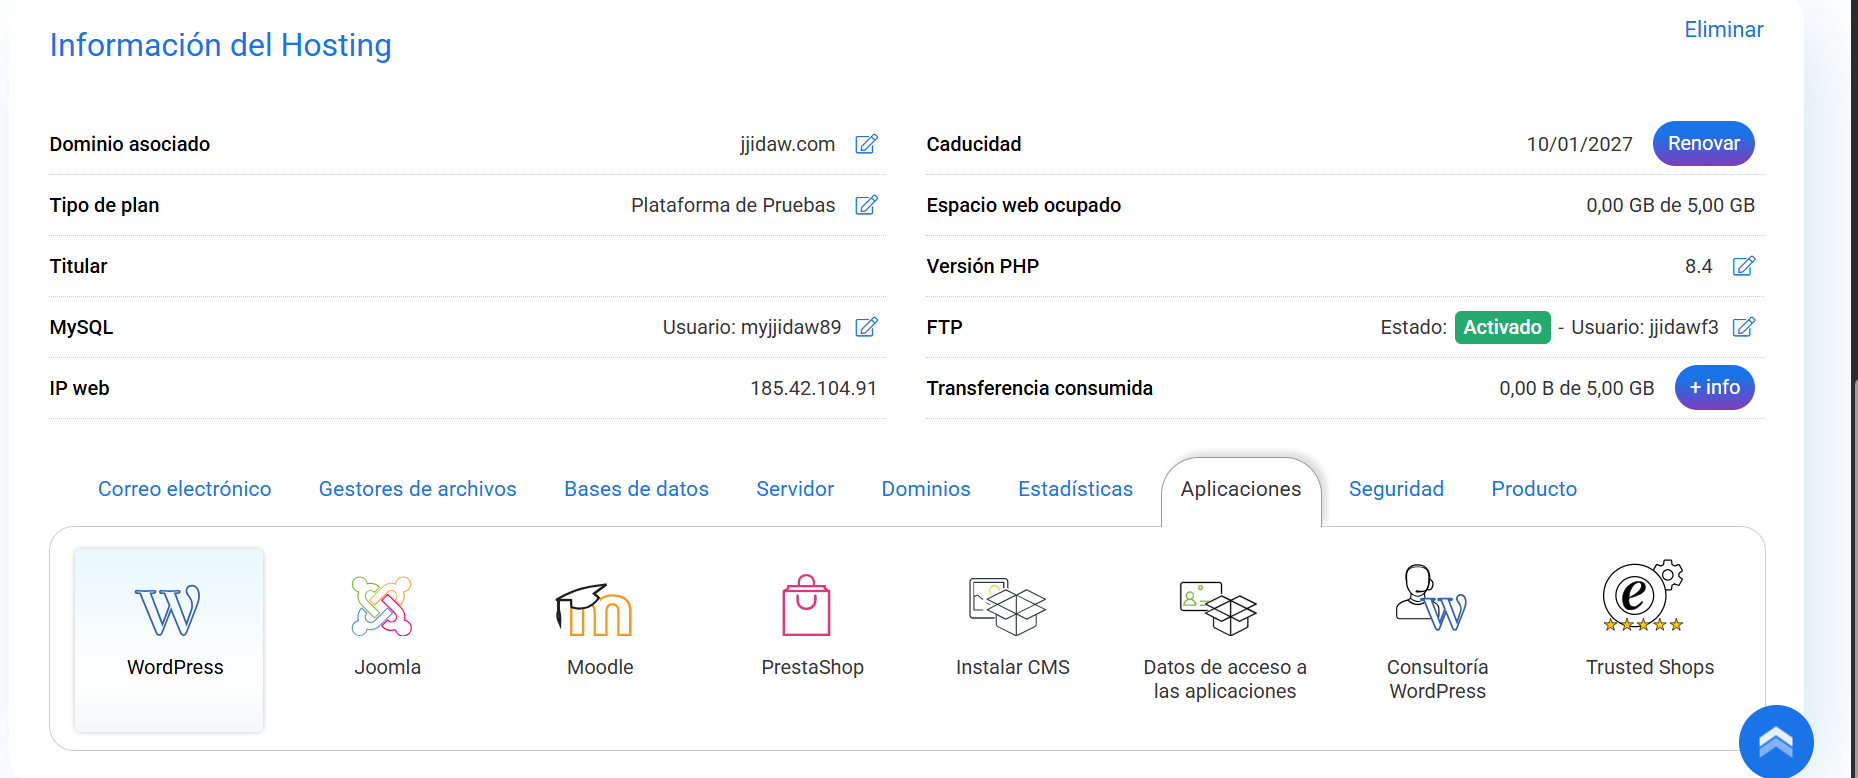 Información del Hosting
Eliminar
Dominio asociado
jjidaw.com
Caducidad
10/01/2027
Renovar
Tipo de plan
Plataforma de Pruebas
Espacio web ocupado
0,00 GB de 5,00 GB
Titular
Versión PHP
8.4
MySQL
Usuario: myjjidaw89
FTP
Estado: Activado - Usuario: jjidawf3
IP web
185.42.104.91
Transferencia consumida
0,00 B de 5,00 GB
+ info
Correo electrónico
Gestores de archivos
Bases de datos
Servidor
Dominios
Estadísticas
Aplicaciones
Seguridad
Producto
WordPress
Joomla
Moodle
PrestaShop
Instalar CMS
Datos de acceso a
las aplicaciones
Consultoría
WordPress
Trusted Shops